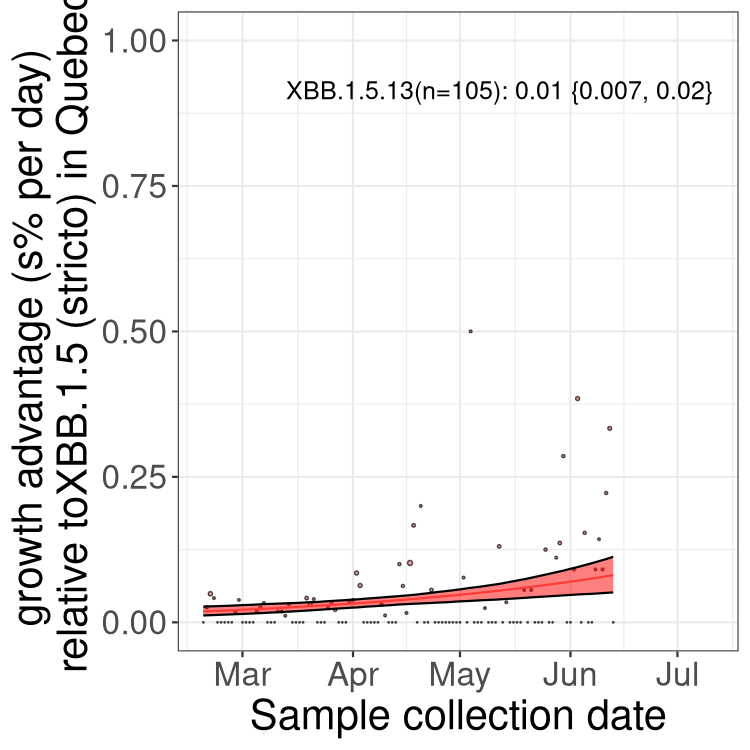 growth advantage (s% per day)
relative toXBB.1.5 (stricto) in Quebec
1.00
0.75
0.50
0.25
0.00
XBB.1.5.13(n=105): 0.01 {0.007, 0.02}
Mar Apr May Jun Jul
Sample collection date